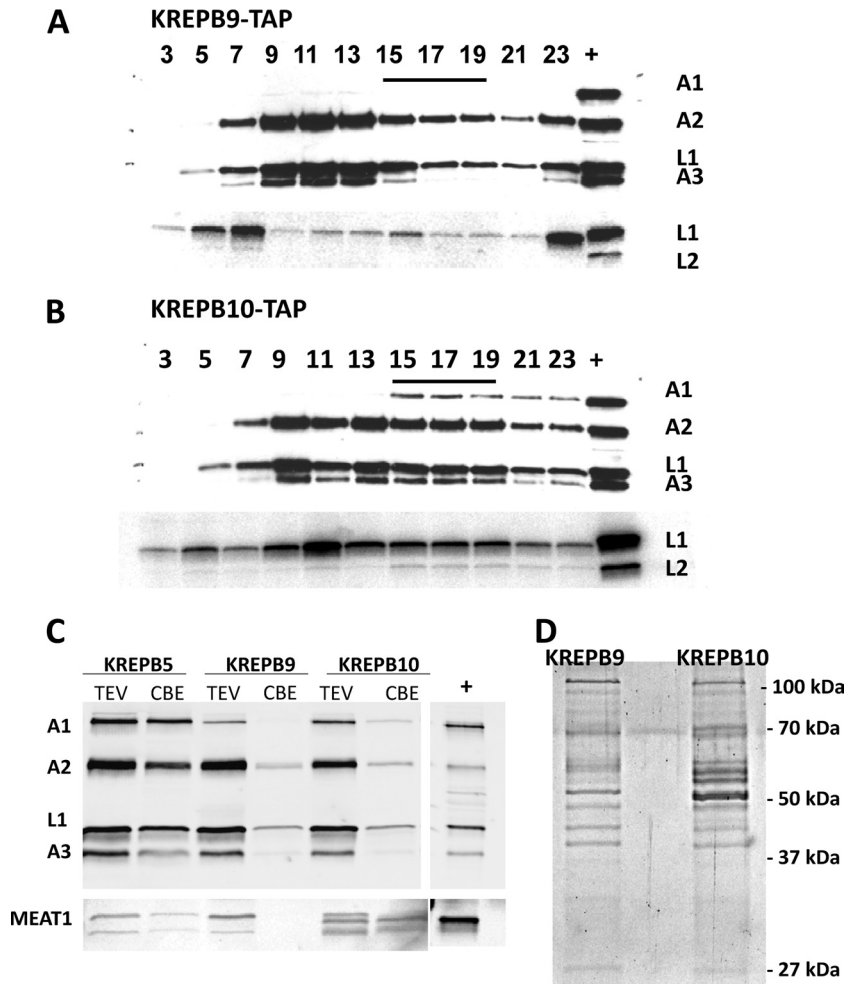 A
KREPB9-TAP
3 5 7 9 11 13 15 17 19 21 23 +
A1
A2
L1
A3
L1
L2
B
KREPB10-TAP
3 5 7 9 11 13 15 17 19 21 23 +
A1
A2
L1
A3
L1
L2
C
KREPB5 KREPB9 KREPB10
TEV CBE TEV CBE TEV CBE +
A1
A2
L1
A3
MEAT1
D
KREPB9 KREPB10
- 100 kDa
- 70 kDa
- 50 kDa
- 37 kDa
- 27 kDa